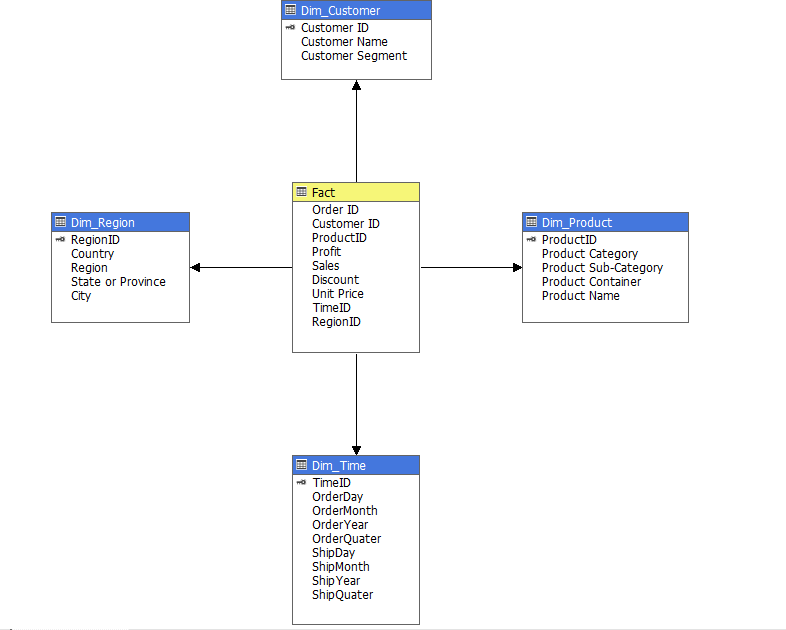 Dim_Customer
Customer ID
Customer Name
Customer Segment
Fact
Order ID
Customer ID
ProductID
Profit
Sales
Discount
Unit Price
TimeID
RegionID
Dim_Region
RegionID
Country
Region
State or Province
City
Dim_Product
ProductID
Product Category
Product Sub-Category
Product Container
Product Name
Dim_Time
TimeID
OrderDay
OrderMonth
OrderYear
OrderQuater
ShipDay
ShipMonth
ShipYear
ShipQuater